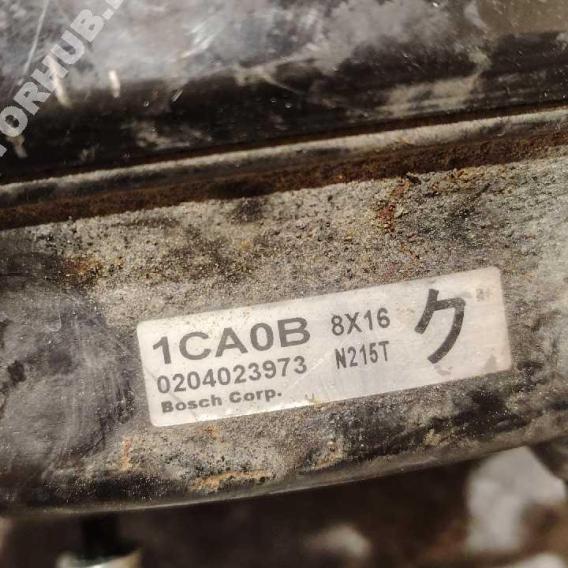 TORHUB.
1CA0B 8X16 ク
0204023973 N215T
Bosch Corp.